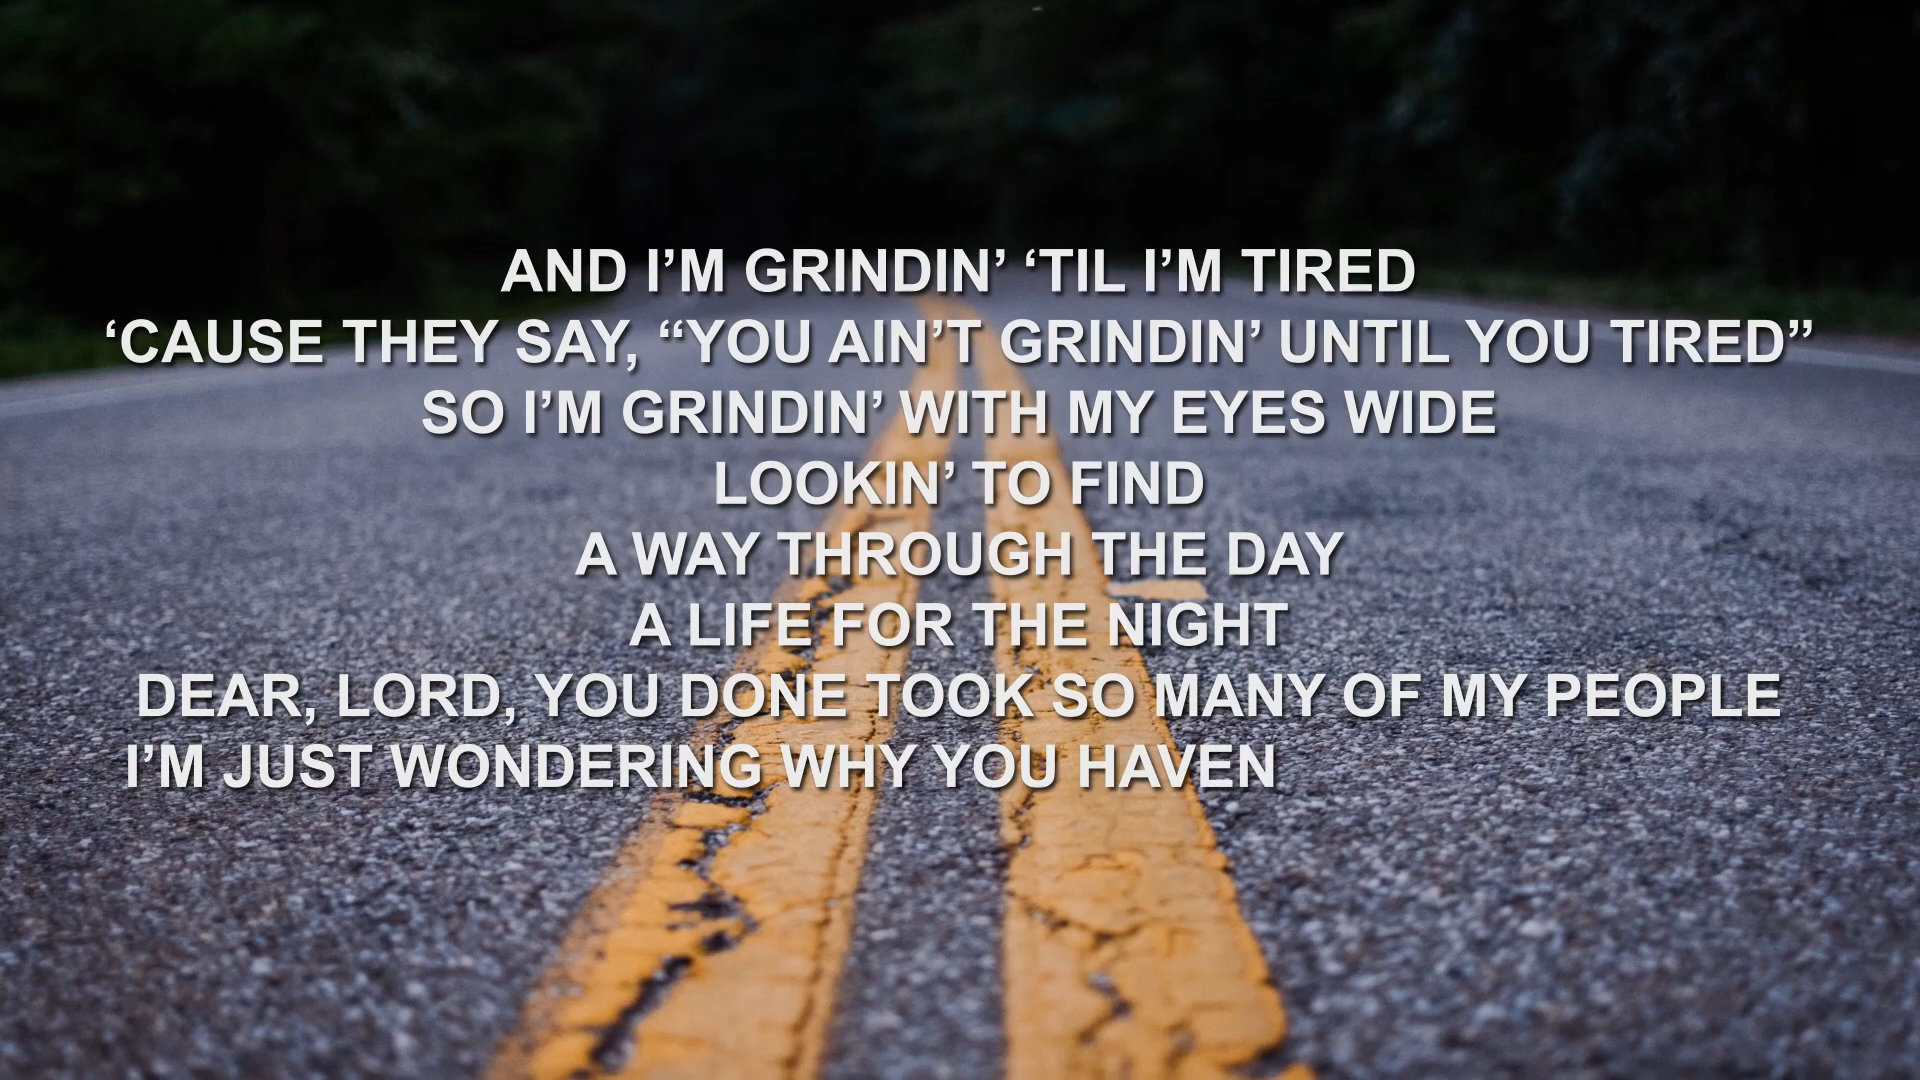 AND I’M GRINDIN’ ‘TIL I’M TIRED
‘CAUSE THEY SAY, “YOU AIN’T GRINDIN’ UNTIL YOU TIRED”
SO I’M GRINDIN’ WITH MY EYES WIDE
LOOKIN’ TO FIND
A WAY THROUGH THE DAY
A LIFE FOR THE NIGHT
DEAR, LORD, YOU DONE TOOK SO MANY OF MY PEOPLE
I’M JUST WONDERING WHY YOU HAVEN